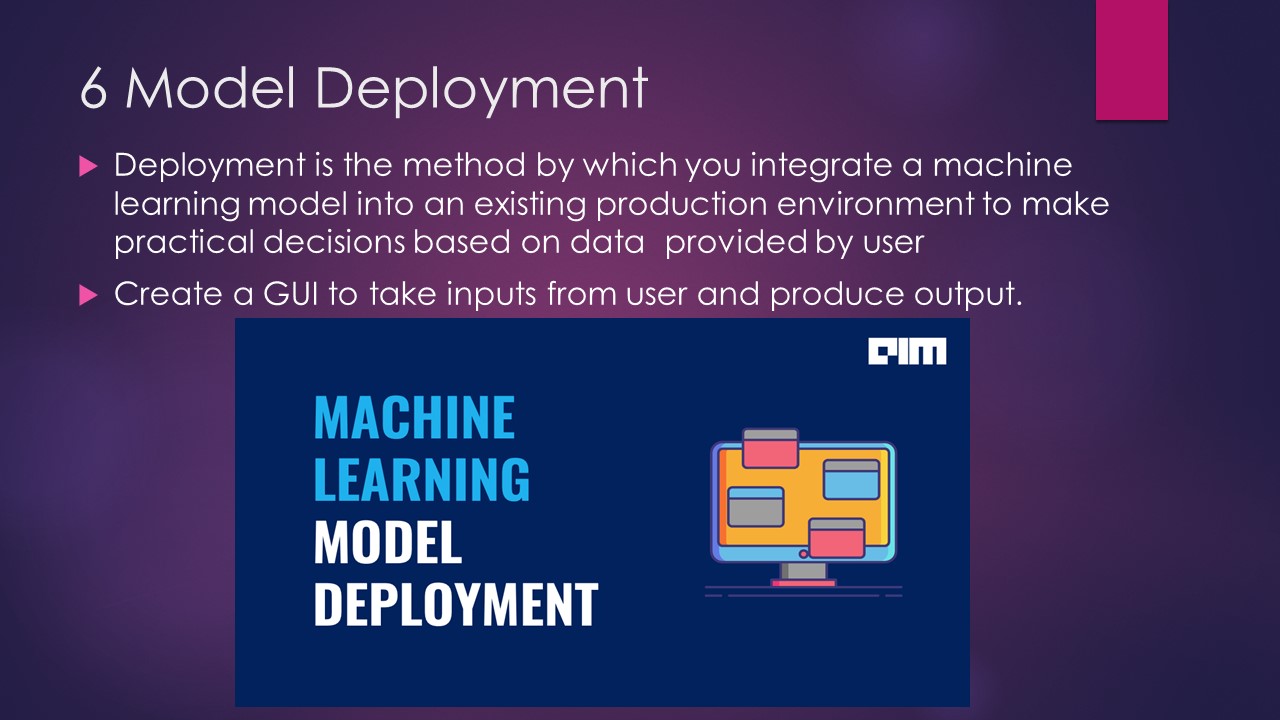 6 Model Deployment
Deployment is the method by which you integrate a machine
learning model into an existing production environment to make
practical decisions based on data  provided by user
Create a GUI to take inputs from user and produce output.
AIM
MACHINE
LEARNING
MODEL
DEPLOYMENT